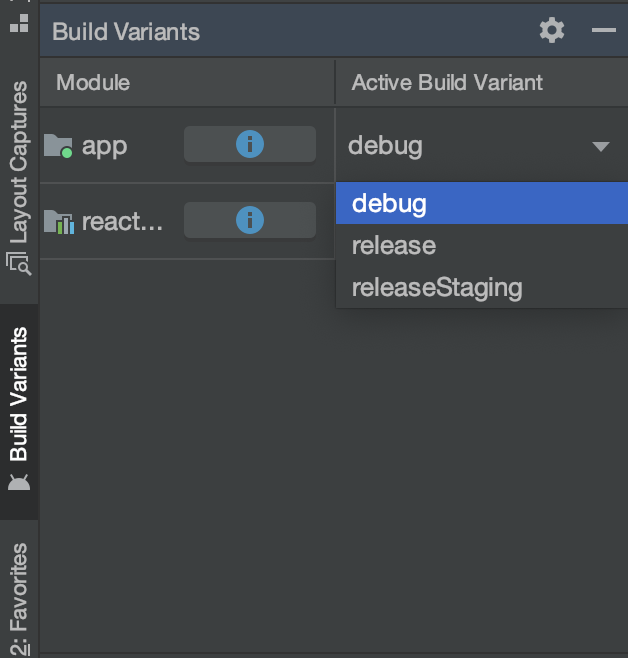 Build Variants
Module
Active Build Variant
app
debug
react...
debug
release
releaseStaging
Layout Captures
Build Variants
2: Favorites